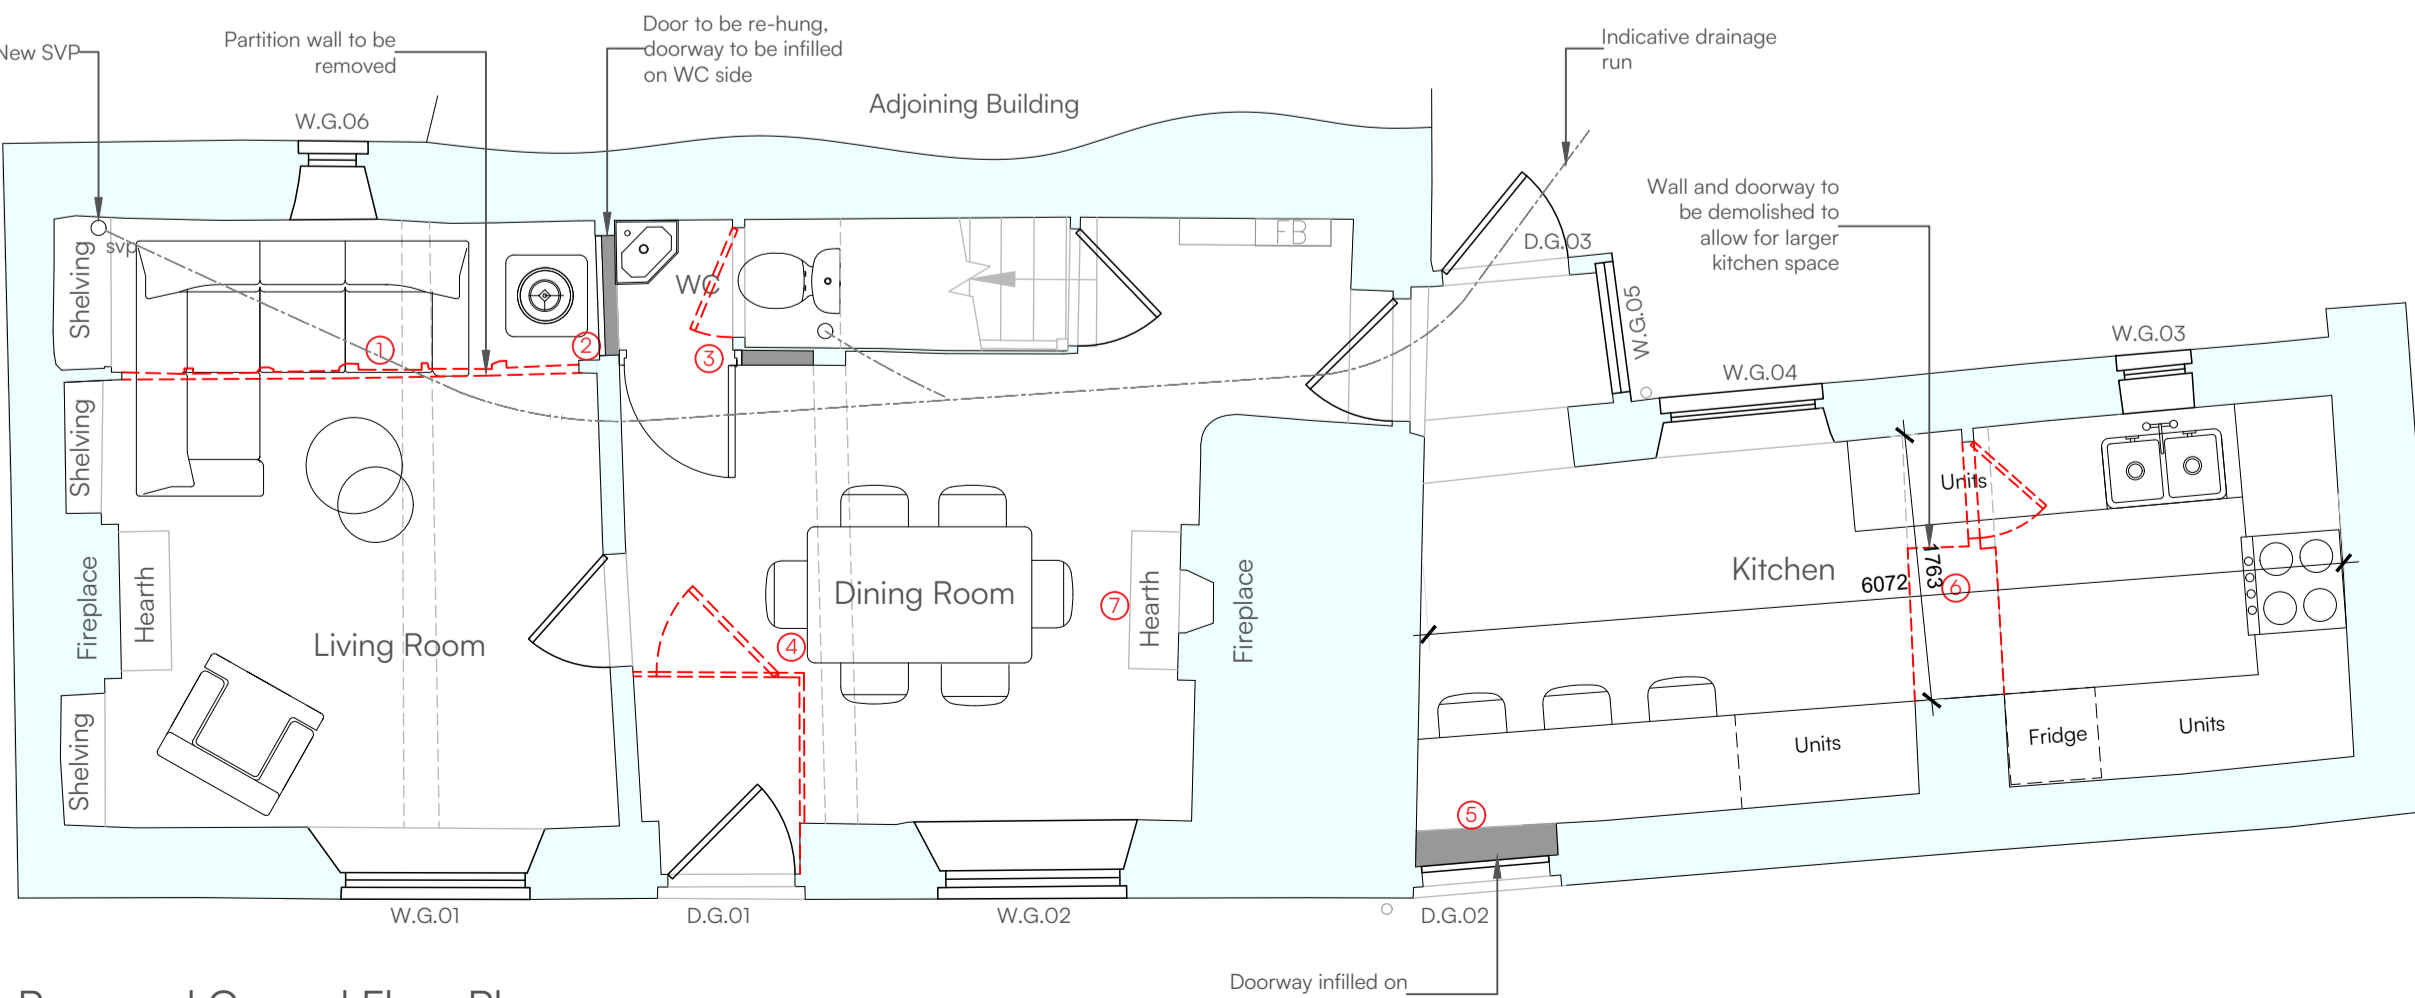 New SVP
Partition wall to be
removed
Door to be re-hung,
doorway to be infilled
on WC side
Indicative drainage
run
Adjoining Building
W.G.06
Wall and doorway to
be demolished to
allow for larger
kitchen space
FB
D.G.03
svp
Shelving
WC
W.G.05
W.G.03
W.G.04
1
2
3
Shelving
Units
Kitchen
1763
6072
6
Fireplace
Hearth
Living Room
Dining Room
4
7
Hearth
Fireplace
Shelving
Units
Fridge
Units
5
W.G.01
D.G.01
W.G.02
D.G.02
Doorway infilled on